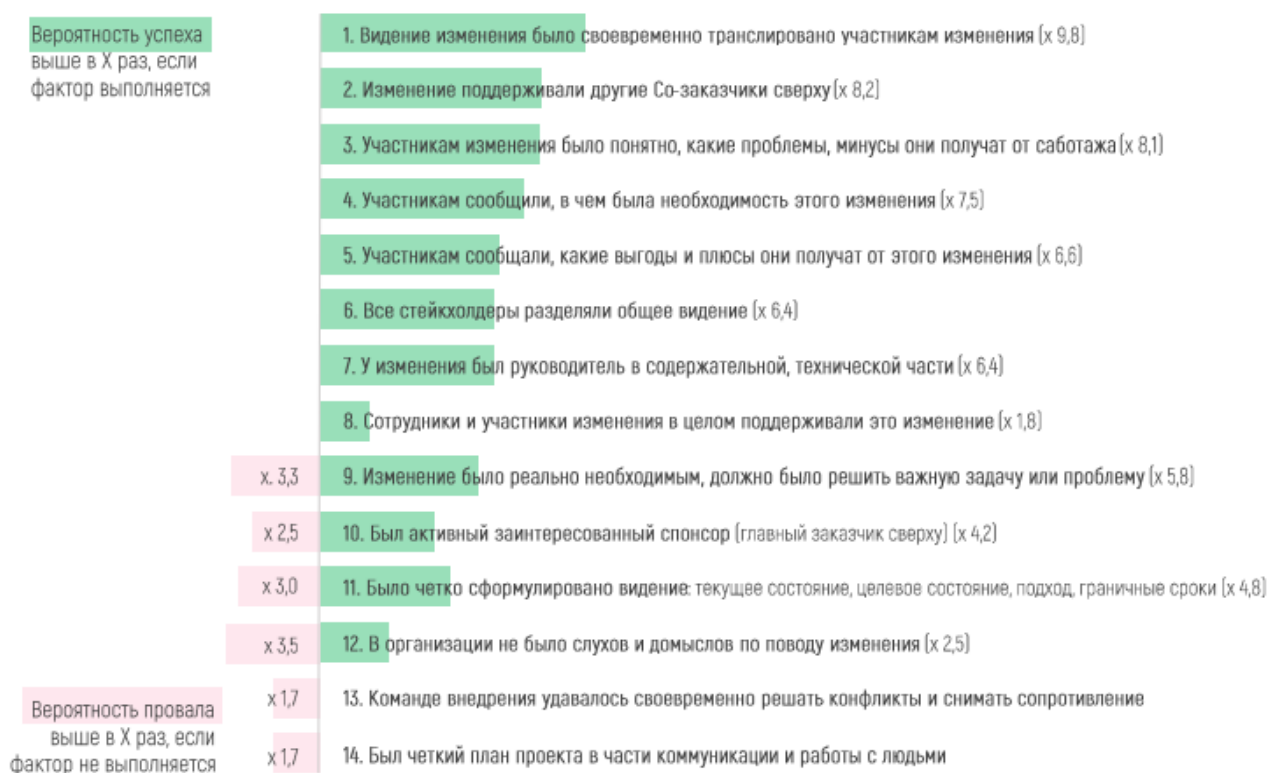 Вероятность успеха
выше в X раз, если
фактор выполняется
1. Видение изменения было своевременно транслировано участникам изменения (x 9,8)
2. Изменение поддерживали другие Со-заказчики сверху (x 8,2)
3. Участникам изменения было понятно, какие проблемы, минусы они получат от саботажа (x 8,1)
4. Участникам сообщили, в чем была необходимость этого изменения (x 7,5)
5. Участникам сообщали, какие выгоды и плюсы они получат от этого изменения (x 6,6)
6. Все стейкхолдеры разделяли общее видение (x 6,4)
7. У изменения был руководитель в содержательной, технической части (x 6,4)
8. Сотрудники и участники изменения в целом поддерживали это изменение (x 1,8)
x. 3,3 9. Изменение было реально необходимым, должно было решить важную задачу или проблему (x 5,8)
x 2,5 10. Был активный заинтересованный спонсор (главный заказчик сверху) (x 4,2)
x 3,0 11. Было четко сформулировано видение: текущее состояние, целевое состояние, подход, граничные сроки (x 4,8)
x 3,5 12. В организации не было слухов и домыслов по поводу изменения (x 2,5)
x 1,7 13. Команде внедрения удавалось своевременно решать конфликты и снимать сопротивление
x 1,7 14. Был четкий план проекта в части коммуникации и работы с людьми
Вероятность провала
выше в X раз, если
фактор не выполняется